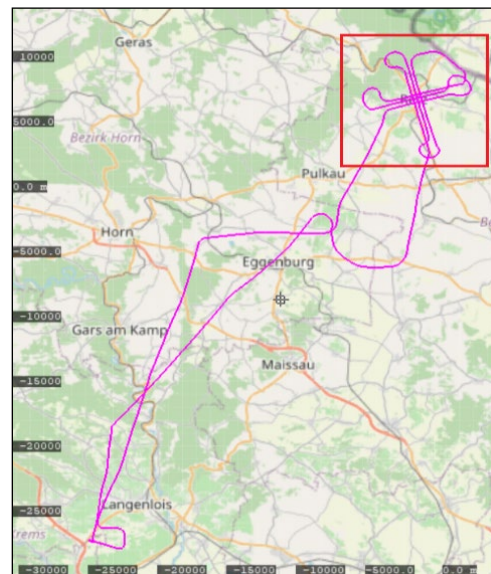 10000
Geras
5000.0
Bezirk Horn
Pulkau
0.0 m
Horn
-5000.0
Eggenburg
-10000
Gars am Kamp
Maissau
-15000
-20000
Langenlois
-25000
-30000 -25000 -20000 -15000 -10000 -5000.0 0.0 m